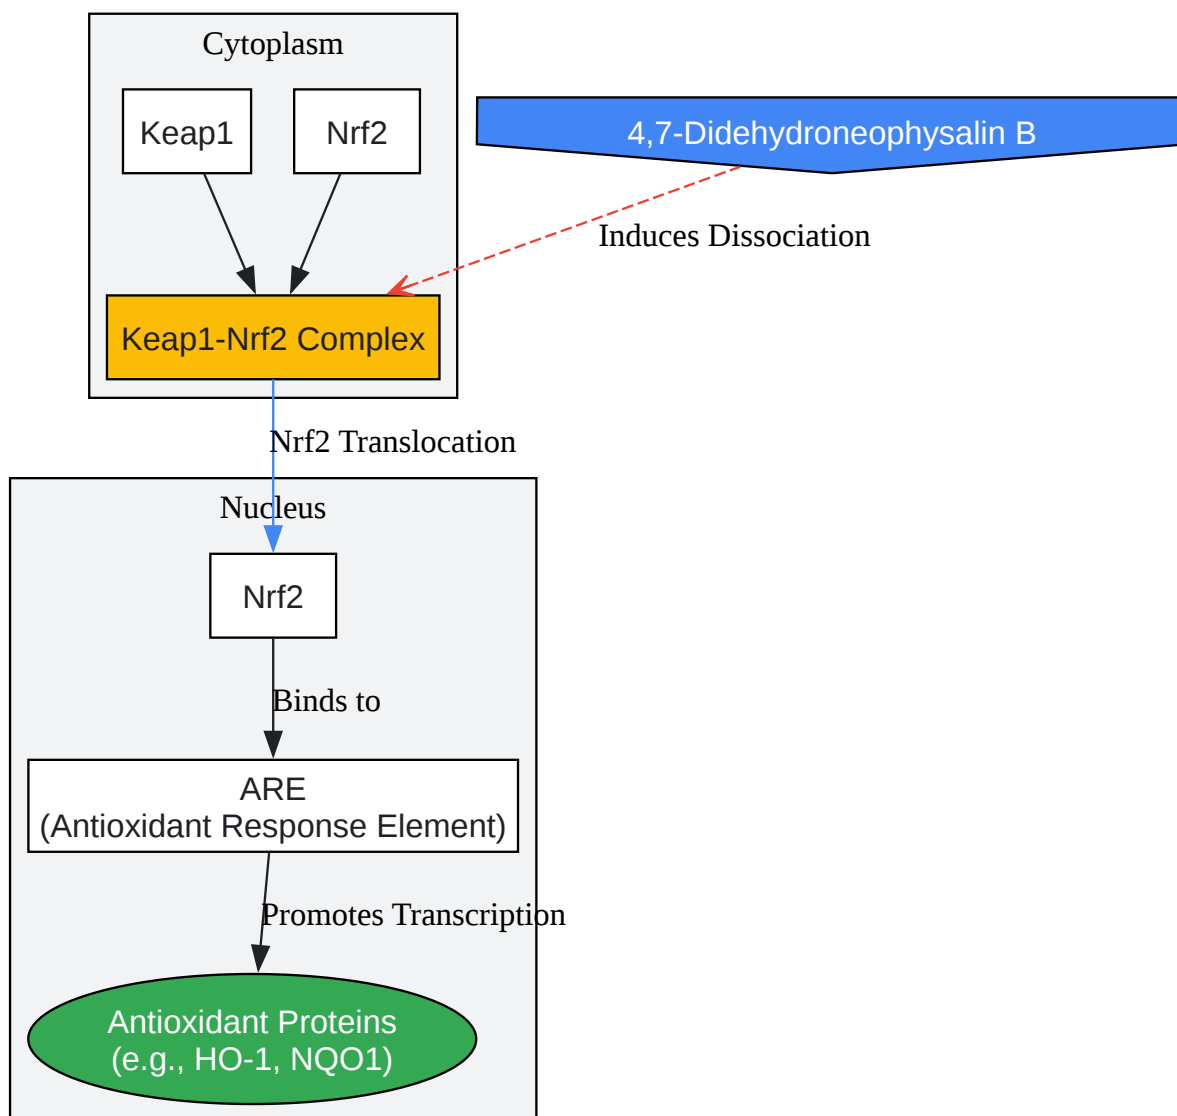 Cytoplasm
Keap1
Nrf2
4,7-Didehydroneophysalin B
Induces Dissociation
Keap1-Nrf2 Complex
Nrf2 Translocation
Nucleus
Nrf2
Binds to
ARE
(Antioxidant Response Element)
Promotes Transcription
Antioxidant Proteins
(e.g., HO-1, NQO1)